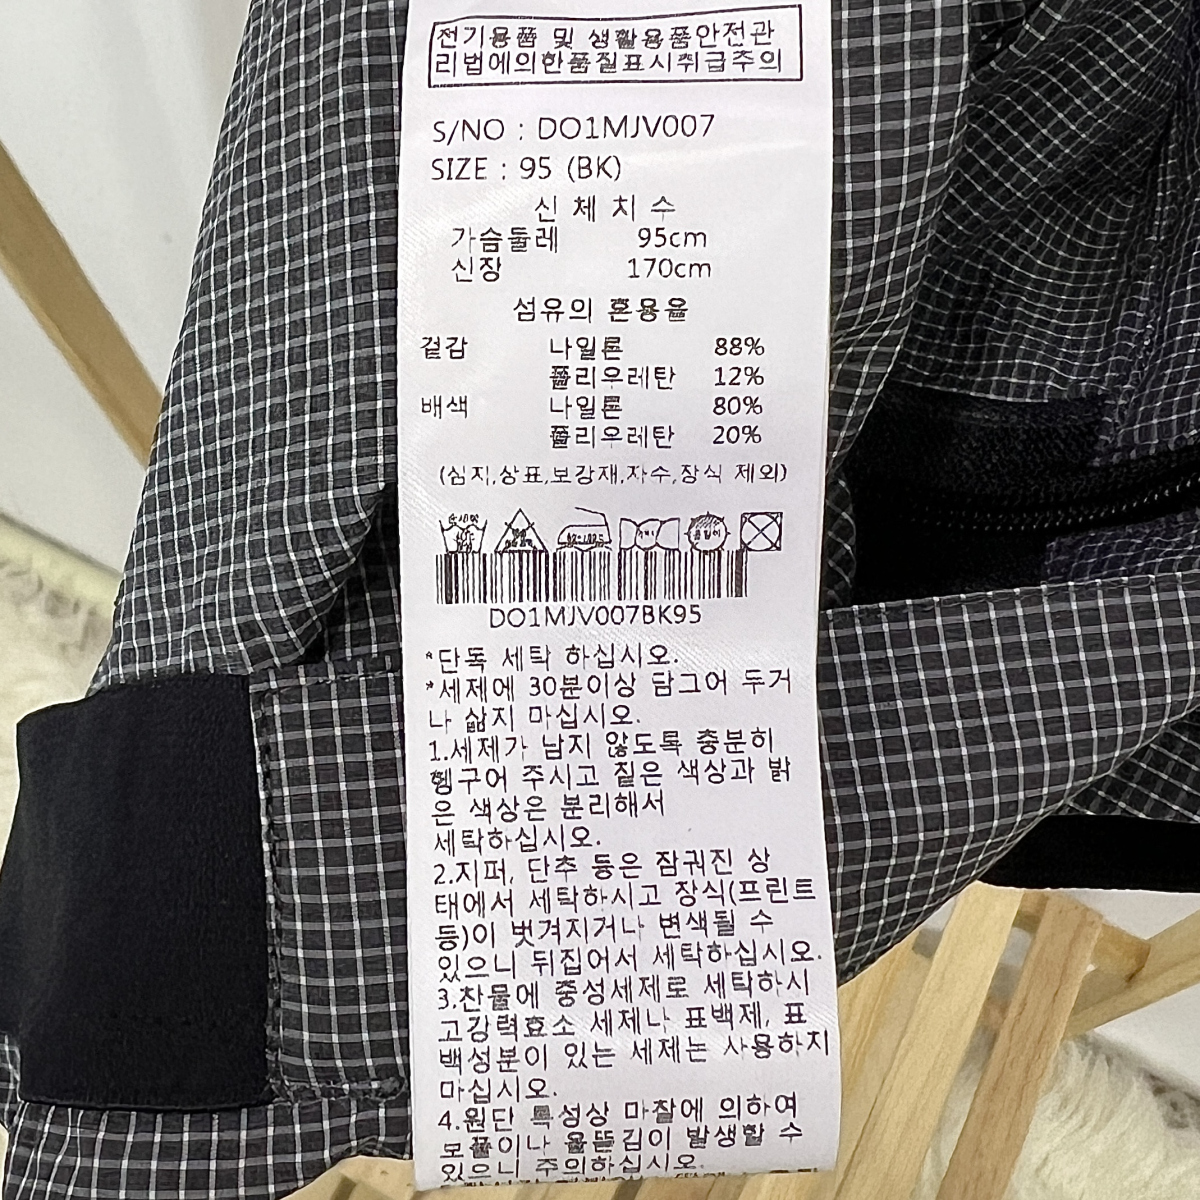 전기용품 및 생활용품안전관
리법에의한품질표시취급주의
S/NO : DO1MJV007
SIZE : 95 (BK)
신 체 치 수
가슴둘레 95cm
신장 170cm
섬유의 혼용율
겉감 나일론 88%
폴리우레탄 12%
배색 나일론 80%
폴리우레탄 20%
(심지,상표,보강재,자수,장식 제외)
DO1MJV007BK95
*단독 세탁 하십시오.
*세제에 30분이상 담그어 두거
나 삶지 마십시오.
1.세제가 남지 않도록 충분히
헹구어 주시고 짙은 색상과 밝
은 색상은 분리해서
세탁하십시오.
2.지퍼, 단추 등은 잠궈진 상
태에서 세탁하시고 장식(프린트
등)이 벗겨지거나 변색될 수
있으니 뒤집어서 세탁하십시오.
3.찬물에 중성세제로 세탁하시
고강력효소 세제나 표백제, 표
백성분이 있는 세제는 사용하지
마십시오.
4.원단 특성상 마찰에 의하여
보풀이나 올뜯김이 발생할 수
있으니 주의하십시오.